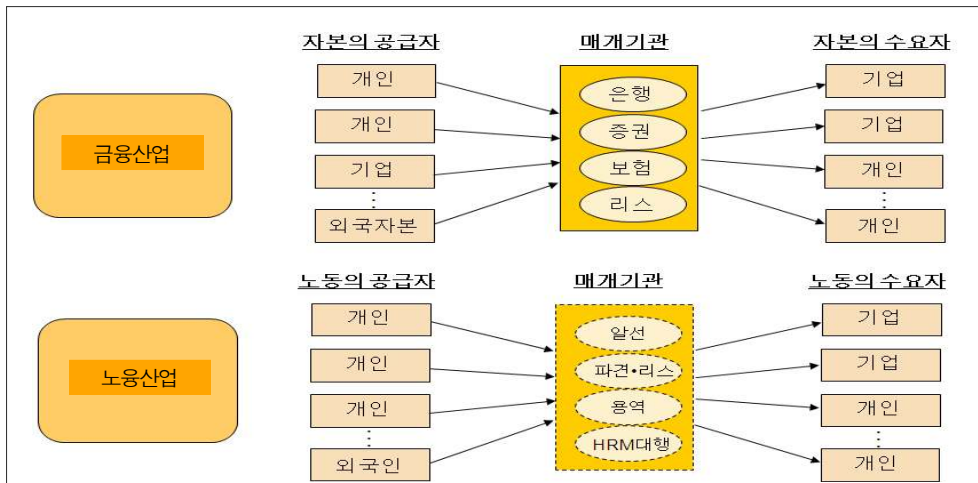 자본의 공급자 매개기관 자본의 수요자
개인 은행 기업
개인 증권 기업
금융산업
기업 보험 개인
⋮ ⋮
외국자본 리스 개인
노동의 공급자 매개기관 노동의 수요자
개인 알선 기업
개인 파견•리스 기업
노융산업
개인 용역 개인
⋮ ⋮
외국인 HRM대행 개인